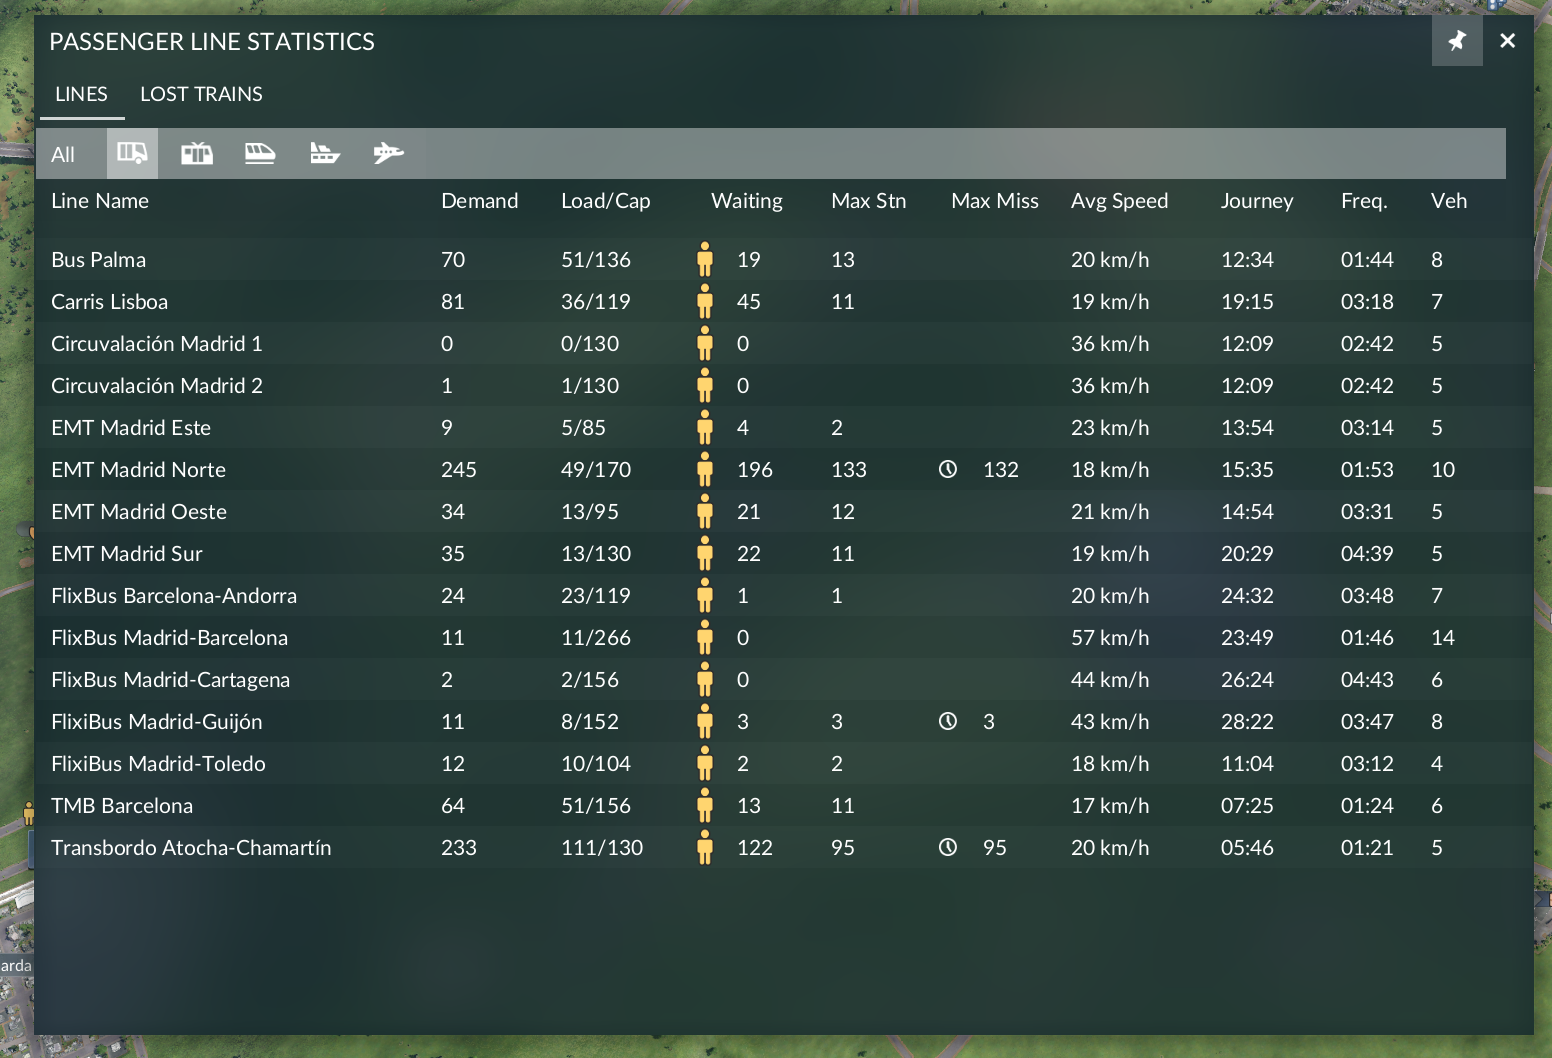 PASSENGER LINE STATISTICS
LINES LOST TRAINS
All
Line Name Demand Load/Cap Waiting Max Stn Max Miss Avg Speed Journey Freq. Veh
Bus Palma 70 51/136 19 13 20 km/h 12:34 01:44 8
Carris Lisboa 81 36/119 45 11 19 km/h 19:15 03:18 7
Circuvalación Madrid 1 0 0/130 0 36 km/h 12:09 02:42 5
Circuvalación Madrid 2 1 1/130 0 36 km/h 12:09 02:42 5
EMT Madrid Este 9 5/85 4 2 23 km/h 13:54 03:14 5
EMT Madrid Norte 245 49/170 196 133 132 18 km/h 15:35 01:53 10
EMT Madrid Oeste 34 13/95 21 12 21 km/h 14:54 03:31 5
EMT Madrid Sur 35 13/130 22 11 19 km/h 20:29 04:39 5
FlixBus Barcelona-Andorra 24 23/119 1 1 20 km/h 24:32 03:48 7
FlixBus Madrid-Barcelona 11 11/266 0 57 km/h 23:49 01:46 14
FlixBus Madrid-Cartagena 2 2/156 0 44 km/h 26:24 04:43 6
FlixiBus Madrid-Guijón 11 8/152 3 3 3 43 km/h 28:22 03:47 8
FlixiBus Madrid-Toledo 12 10/104 2 2 18 km/h 11:04 03:12 4
TMB Barcelona 64 51/156 13 11 17 km/h 07:25 01:24 6
Transbordo Atocha-Chamartín 233 111/130 122 95 95 20 km/h 05:46 01:21 5
arda